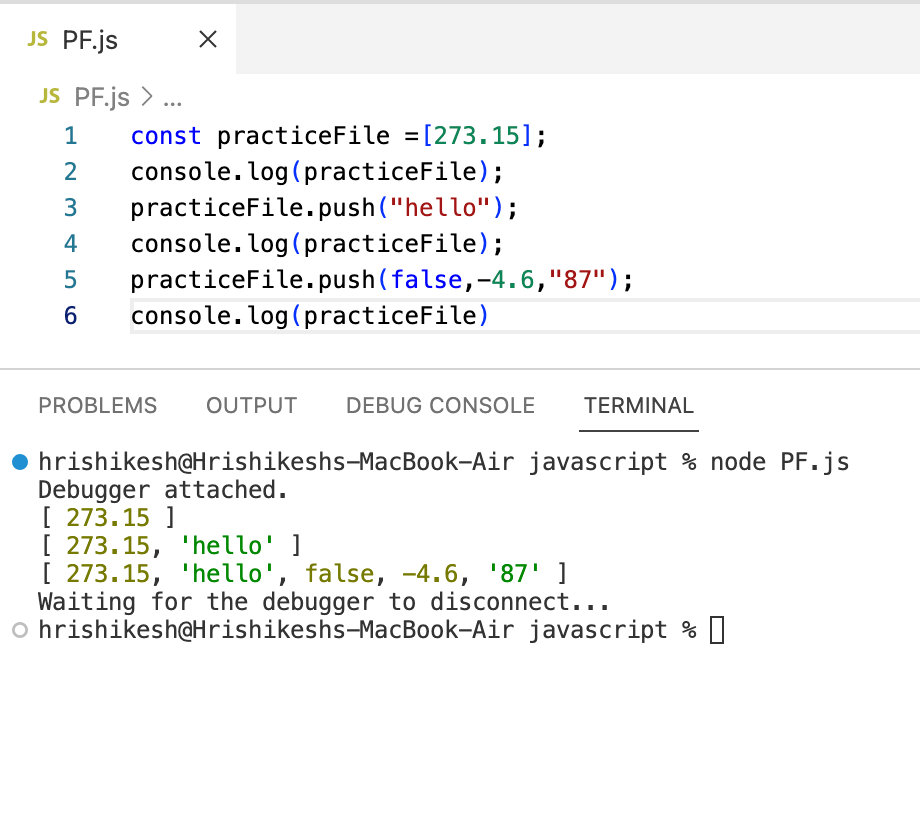 JS PF.js ×
JS PF.js > ...
1 const practiceFile =[273.15];
2 console.log(practiceFile);
3 practiceFile.push("hello");
4 console.log(practiceFile);
5 practiceFile.push(false,-4.6,"87");
6 console.log(practiceFile)
PROBLEMS OUTPUT DEBUG CONSOLE TERMINAL
hrishikesh@Hrishikeshs-MacBook-Air javascript % node PF.js
Debugger attached.
[ 273.15 ]
[ 273.15, 'hello' ]
[ 273.15, 'hello', false, -4.6, '87' ]
Waiting for the debugger to disconnect...
hrishikesh@Hrishikeshs-MacBook-Air javascript %